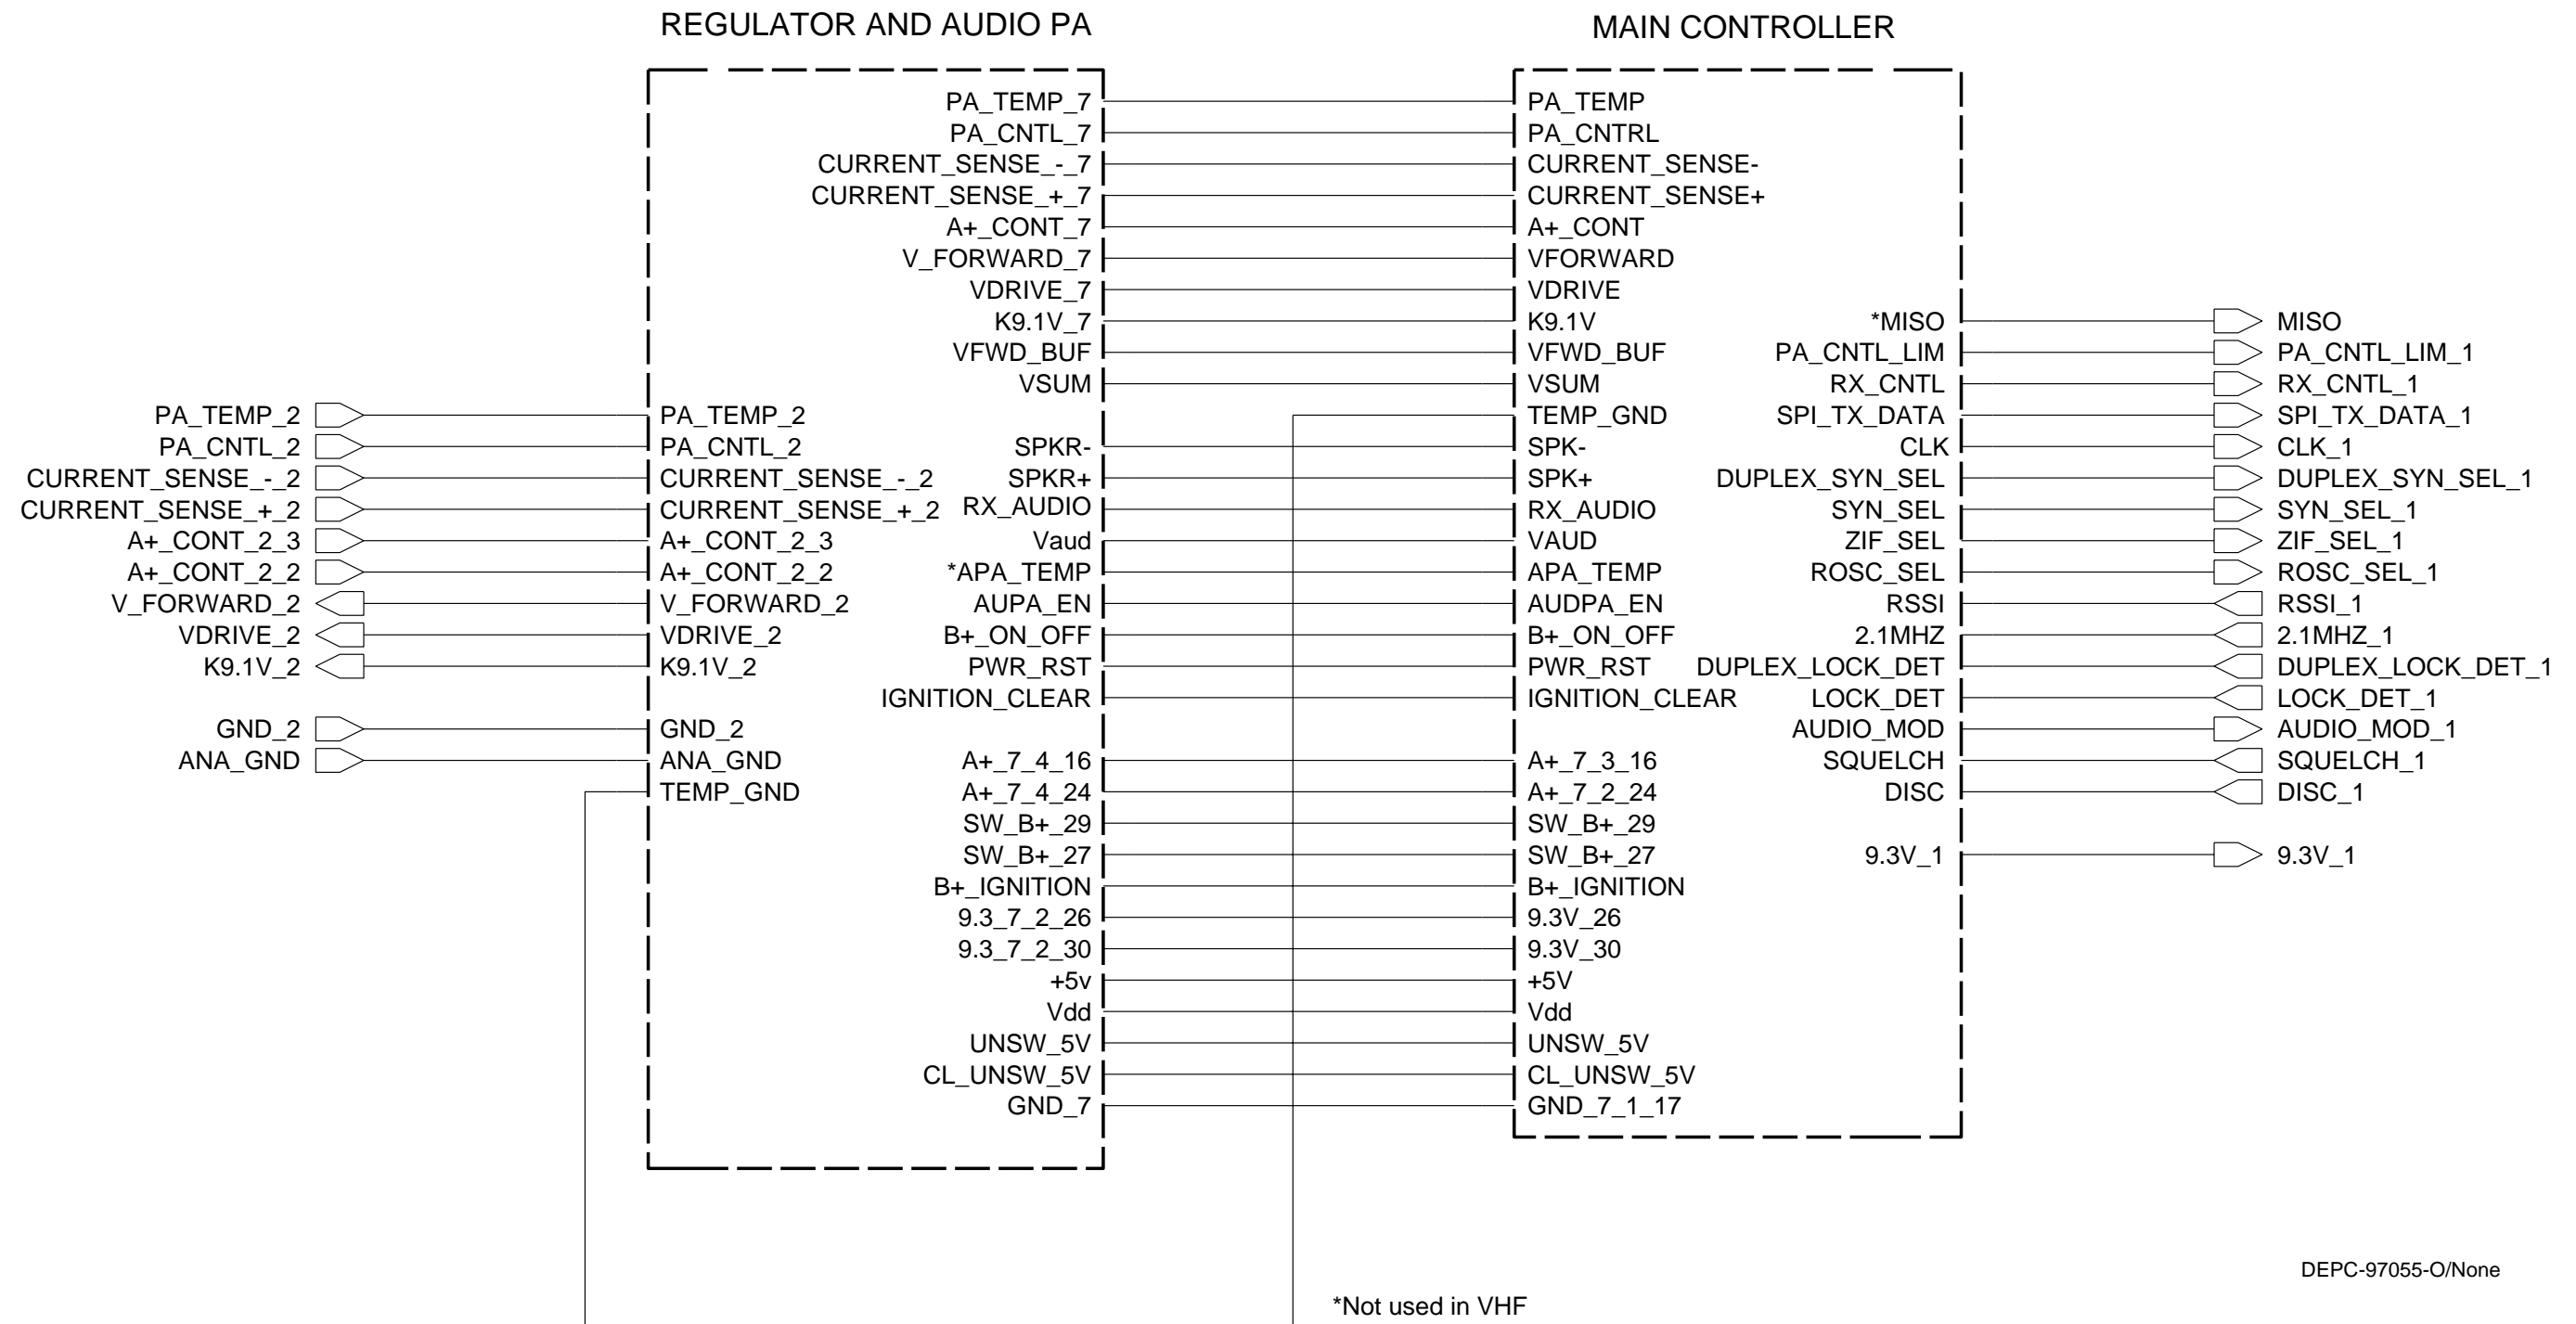 REGULATOR AND AUDIO PA
MAIN CONTROLLER
PA_TEMP_7 PA_TEMP
PA_CNTL_7 PA_CNTRL
CURRENT_SENSE_-_7 CURRENT_SENSE-
CURRENT_SENSE_+_7 CURRENT_SENSE+
A+_CONT_7 A+_CONT
V_FORWARD_7 VFORWARD
VDRIVE_7 VDRIVE
K9.1V_7 K9.1V *MISO MISO
VFWD_BUF VFWD_BUF PA_CNTL_LIM PA_CNTL_LIM_1
VSUM VSUM RX_CNTL RX_CNTL_1
PA_TEMP_2 PA_TEMP_2 TEMP_GND SPI_TX_DATA SPI_TX_DATA_1
PA_CNTL_2 PA_CNTL_2 SPKR- SPK- CLK CLK_1
CURRENT_SENSE_-_2 CURRENT_SENSE_-_2 SPKR+ SPK+ DUPLEX_SYN_SEL DUPLEX_SYN_SEL_1
CURRENT_SENSE_+_2 CURRENT_SENSE_+_2 RX_AUDIO RX_AUDIO SYN_SEL SYN_SEL_1
A+_CONT_2_3 A+_CONT_2_3 Vaud VAUD ZIF_SEL ZIF_SEL_1
A+_CONT_2_2 A+_CONT_2_2 *APA_TEMP APA_TEMP ROSC_SEL ROSC_SEL_1
V_FORWARD_2 V_FORWARD_2 AUPA_EN AUDPA_EN RSSI RSSI_1
VDRIVE_2 VDRIVE_2 B+_ON_OFF B+_ON_OFF 2.1MHZ 2.1MHZ_1
K9.1V_2 K9.1V_2 PWR_RST PWR_RST DUPLEX_LOCK_DET DUPLEX_LOCK_DET_1
IGNITION_CLEAR IGNITION_CLEAR LOCK_DET LOCK_DET_1
GND_2 GND_2 AUDIO_MOD AUDIO_MOD_1
ANA_GND ANA_GND A+_7_4_16 A+_7_3_16 SQUELCH SQUELCH_1
TEMP_GND A+_7_4_24 A+_7_2_24 DISC DISC_1
SW_B+_29 SW_B+_29
SW_B+_27 SW_B+_27 9.3V_1 9.3V_1
B+_IGNITION B+_IGNITION
9.3_7_2_26 9.3V_26
9.3_7_2_30 9.3V_30
+5v +5V
Vdd Vdd
UNSW_5V UNSW_5V
CL_UNSW_5V CL_UNSW_5V
GND_7 GND_7_1_17
DEPC-97055-O/None
*Not used in VHF